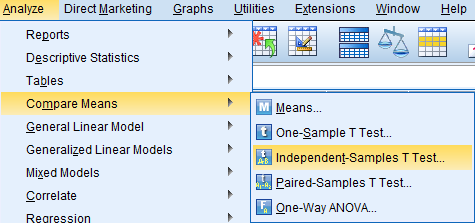 Analyze Direct Marketing Graphs Utilities Extensions Window Help
Reports
Descriptive Statistics
Tables
Compare Means
General Linear Model
Generalized Linear Models
Mixed Models
Correlate
Regression
Means...
One-Sample T Test...
Independent-Samples T Test...
Paired-Samples T Test...
One-Way ANOVA...